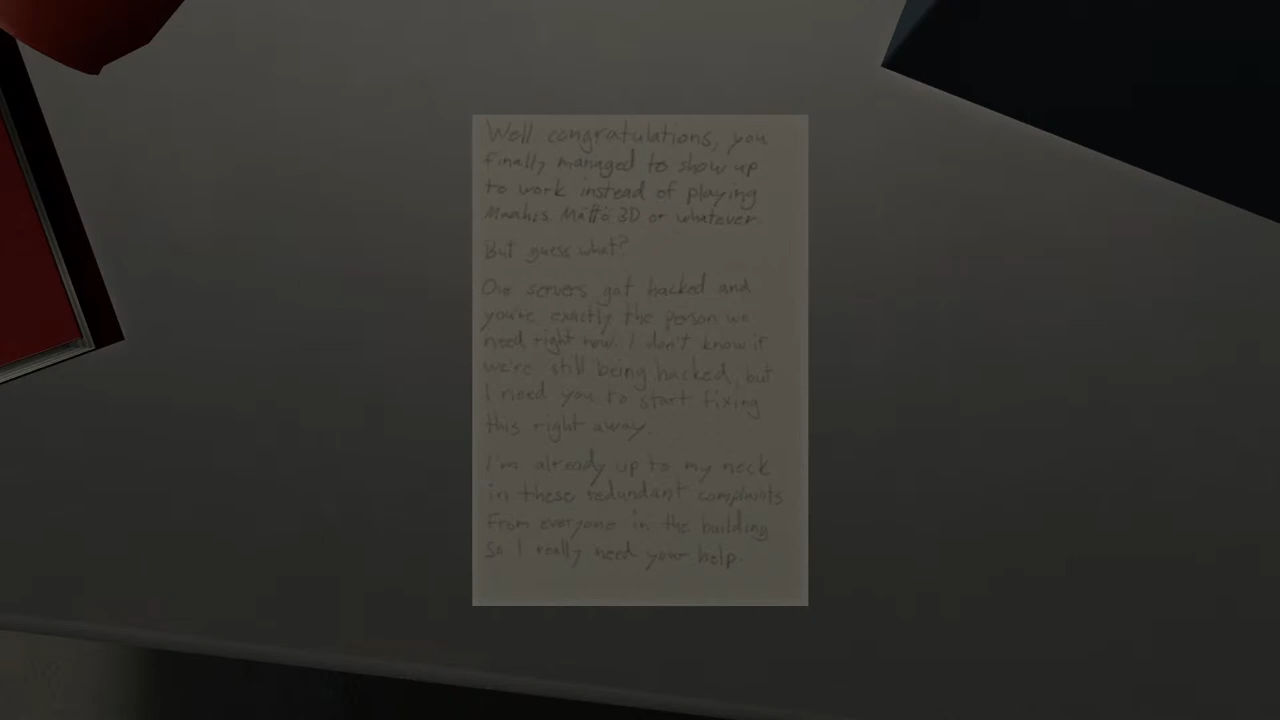 Well congratulations, you
finally managed to show up
to work instead of playing
Maahis Mättö 3D or whatever.
But guess what?
Our servers got hacked and
you're exactly the person we
need right now. I don't know if
we're still being hacked, but
I need you to start fixing
this right away.
I'm already up to my neck
in these redundant complaints
from everyone in the building
so I really need your help.